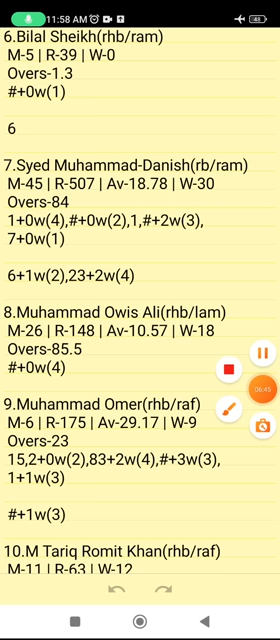 11:58 AM
48
6.Bilal Sheikh(rhb/ram)
M-5 | R-39 | W-0
Overs-1.3
#+0w(1)
6
7.Syed Muhammad-Danish(rb/ram)
M-45 | R-507 | Av-18.78 | W-30
Overs-84
1+0w(4),#+0w(2),1,#+2w(3),
7+0w(1)
6+1w(2),23+2w(4)
8.Muhammad Owis Ali(rhb/lam)
M-26 | R-148 | Av-10.57 | W-18
Overs-85.5
#+0w(4)
06:45
9.Muhammad Omer(rhb/raf)
M-6 | R-175 | Av-29.17 | W-9
Overs-23
15,2+0w(2),83+2w(4),#+3w(3),
1+1w(3)
#+1w(3)
10.M Tariq Romit Khan(rhb/raf)
M-11 | R-63 | W-12